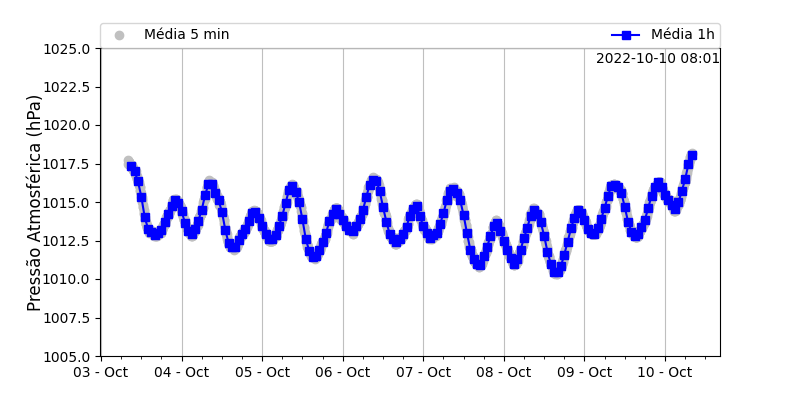 Média 5 min
Média 1h
2022-10-10 08:01
Pressão Atmosférica (hPa)
1025.0
1022.5
1020.0
1017.5
1015.0
1012.5
1010.0
1007.5
1005.0
03 - Oct
04 - Oct
05 - Oct
06 - Oct
07 - Oct
08 - Oct
09 - Oct
10 - Oct